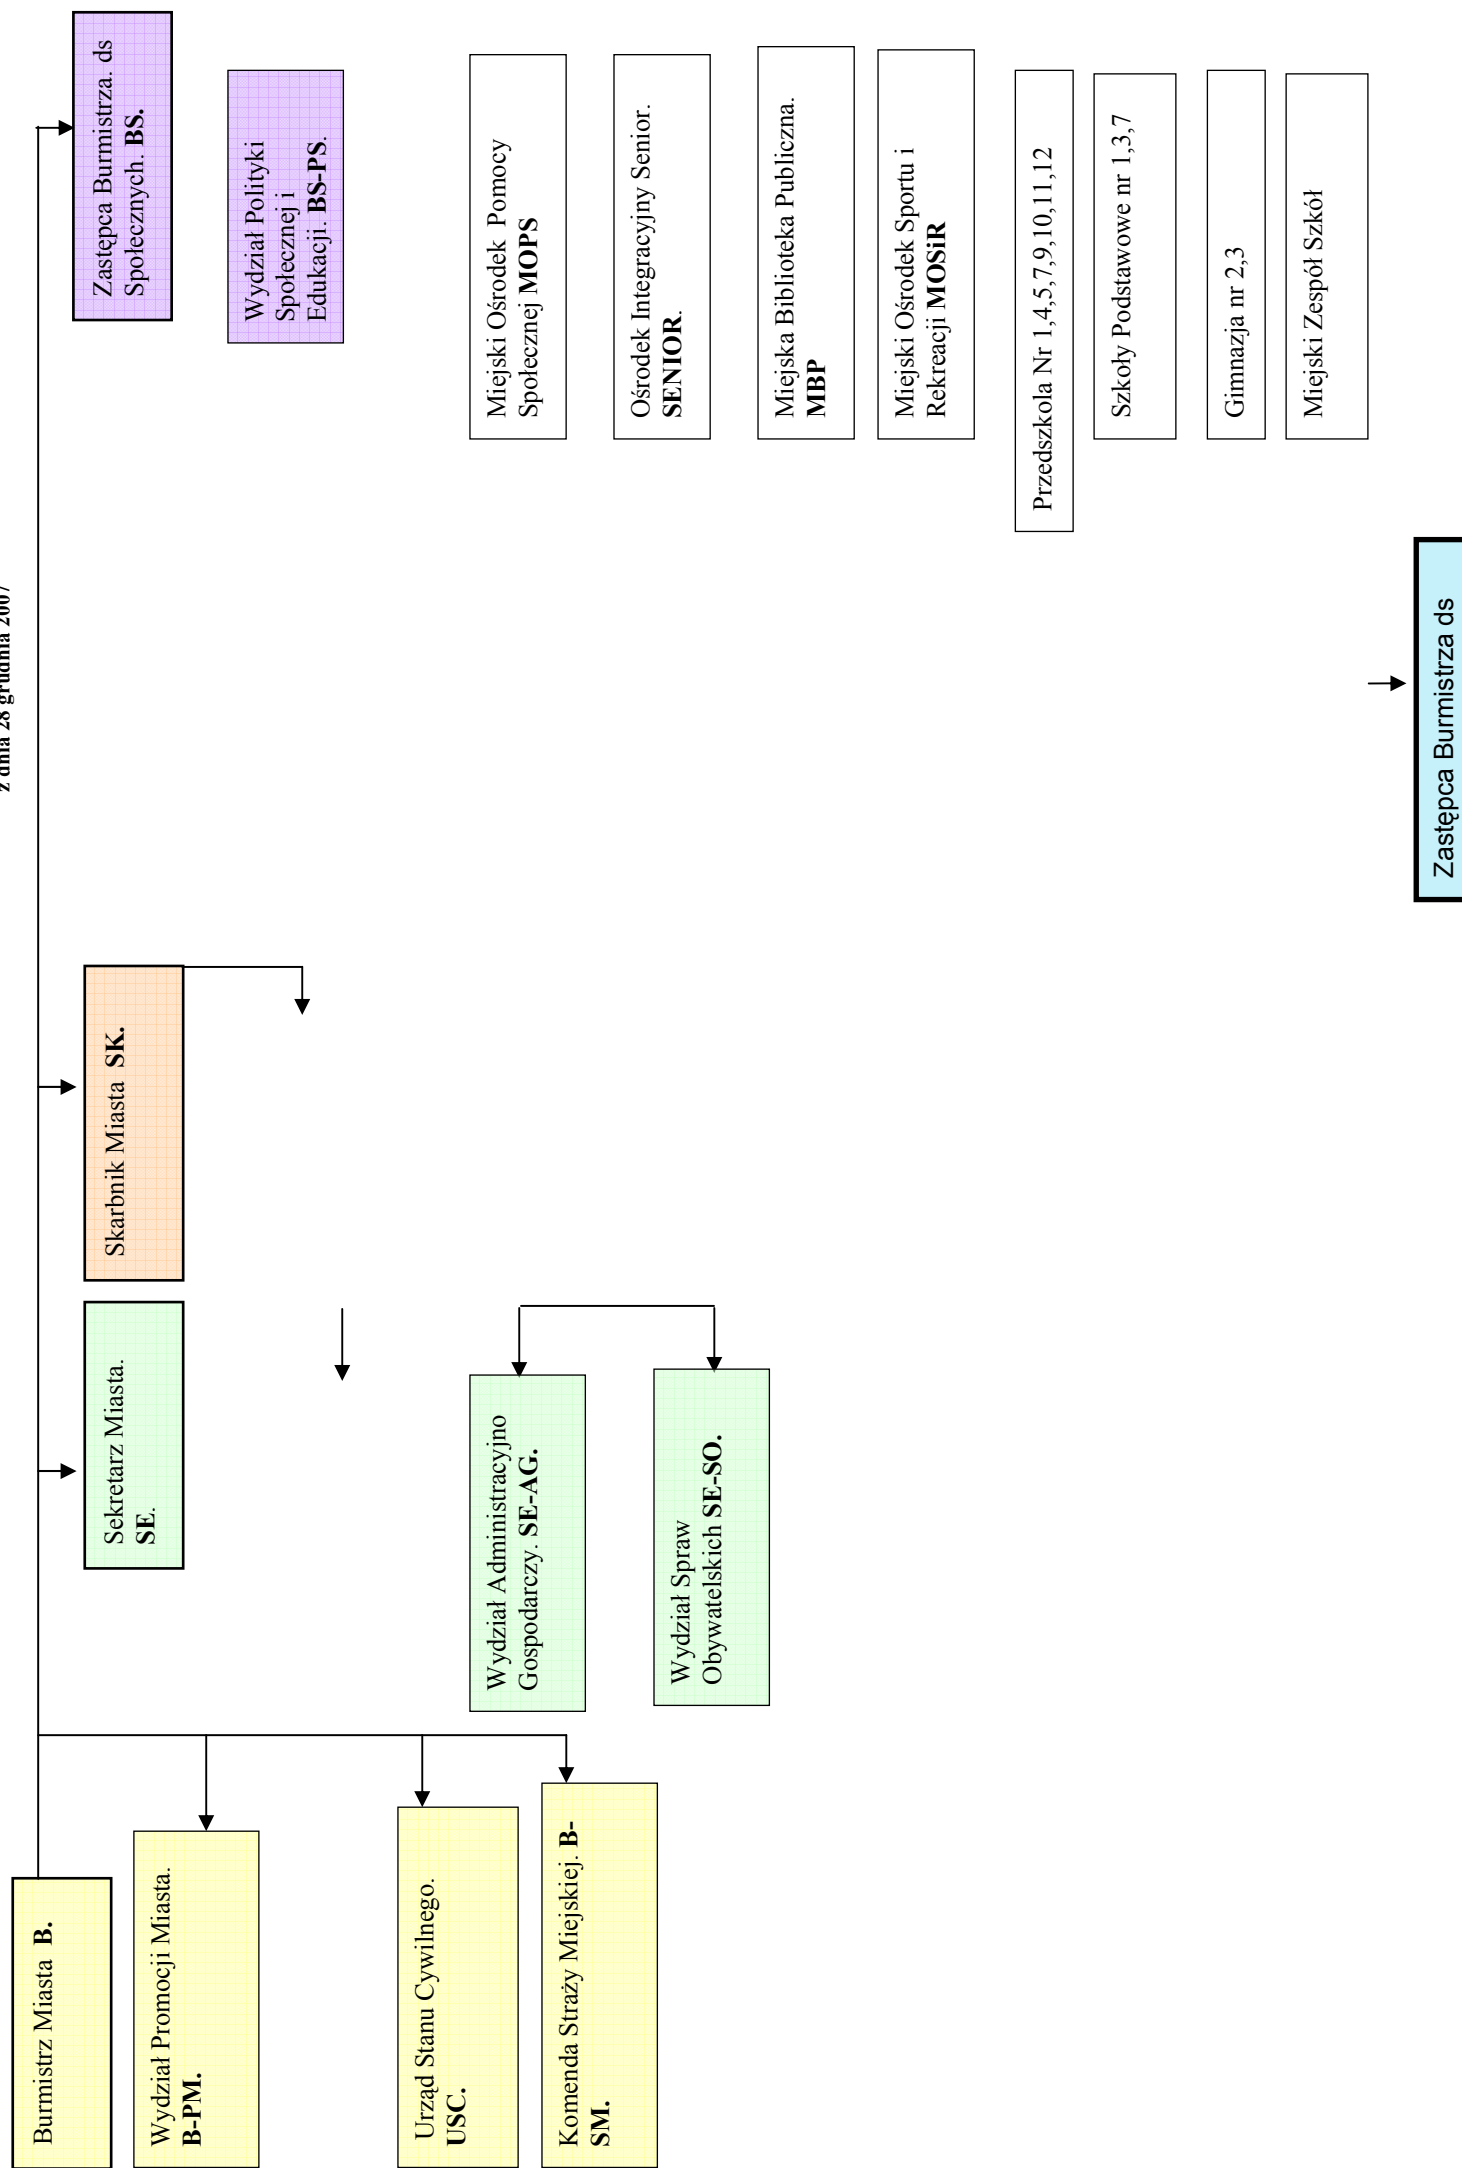 z dnia 28 grudnia 2007
Burmistrz Miasta B.
Wydział Promocji Miasta.
B-PM.
Urząd Stanu Cywilnego.
USC.
Komenda Straży Miejskiej. B-
SM.
Sekretarz Miasta.
SE.
Wydział Administracyjno
Gospodarczy. SE-AG.
Wydział Spraw
Obywatelskich SE-SO.
Skarbnik Miasta SK.
Zastępca Burmistrza. ds
Społecznych. BS.
Wydział Polityki
Społecznej i
Edukacji. BS-PS.
Miejski Ośrodek Pomocy
Społecznej MOPS
Ośrodek Integracyjny Senior.
SENIOR.
Miejska Biblioteka Publiczna.
MBP
Miejski Ośrodek Sportu i
Rekreacji MOSiR
Przedszkola Nr 1,4,5,7,9,10,11,12
Szkoły Podstawowe nr 1,3,7
Gimnazja nr 2,3
Miejski Zespół Szkół
Zastępca Burmistrza ds